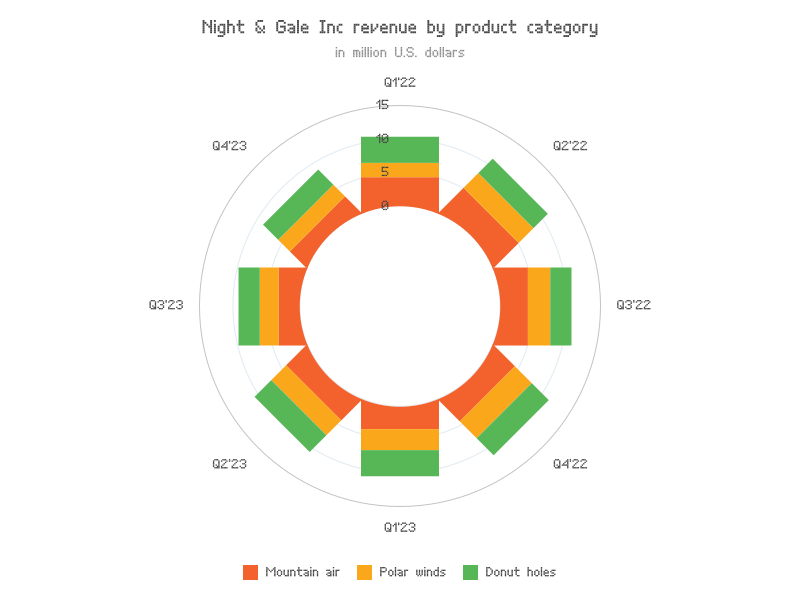 Night & Gale Inc revenue by product category
in million U.S. dollars
Q1'22
15
Q4'23
Q2'22
10
5
0
Q3'23
Q3'22
Q2'23
Q4'22
Q1'23
Mountain air
Polar winds
Donut holes